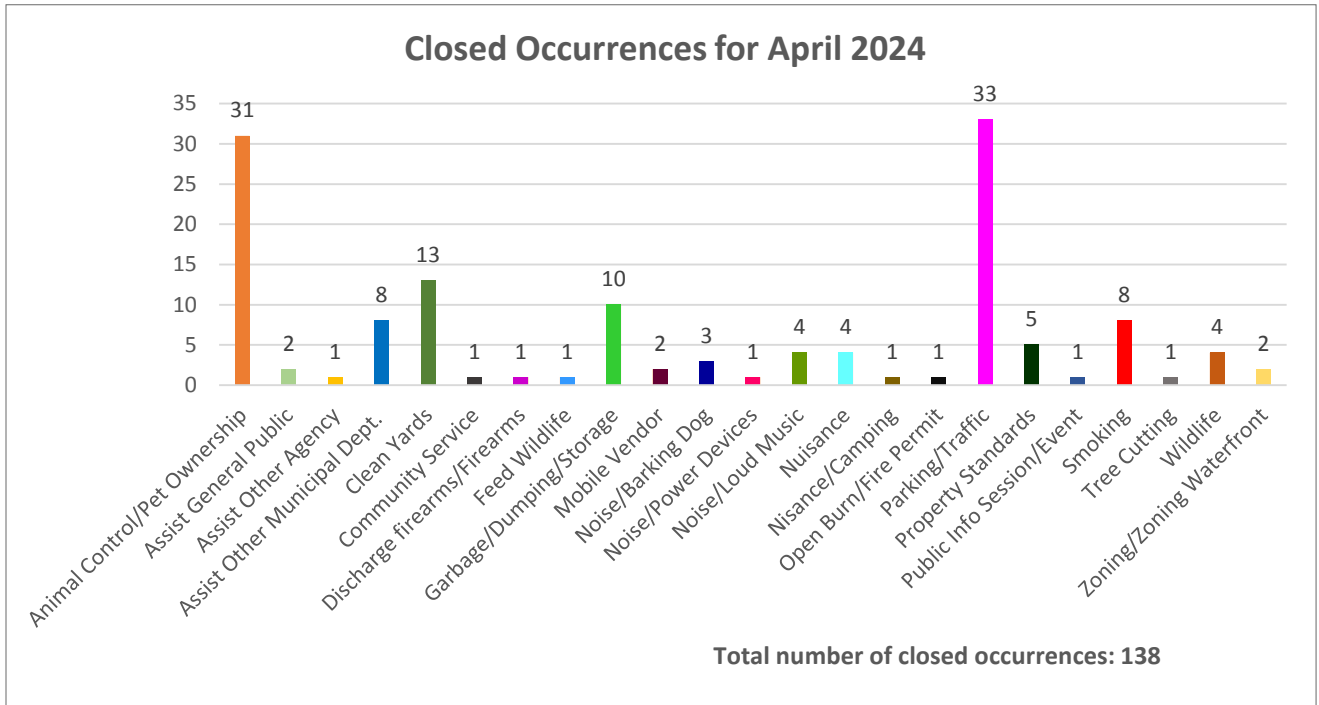 Closed Occurrences for April 2024
35
30
25
20
15
10
5
0
31
2
1
8
13
1
1
1
10
2
3
1
4
4
1
1
33
5
1
8
1
4
2
Animal Control/Pet Ownership
Assist General Public
Assist Other Agency
Assist Other Municipal Dept.
Clean Yards
Community Service
Discharge firearms/Firearms
Feed Wildlife
Garbage/Dumping/Storage
Mobile Vendor
Noise/Barking Dog
Noise/Power Devices
Noise/Loud Music
Nuisance
Nisance/Camping
Open Burn/Fire Permit
Parking/Traffic
Property Standards
Public Info Session/Event
Smoking
Tree Cutting
Wildlife
Zoning/Zoning Waterfront
Total number of closed occurrences: 138